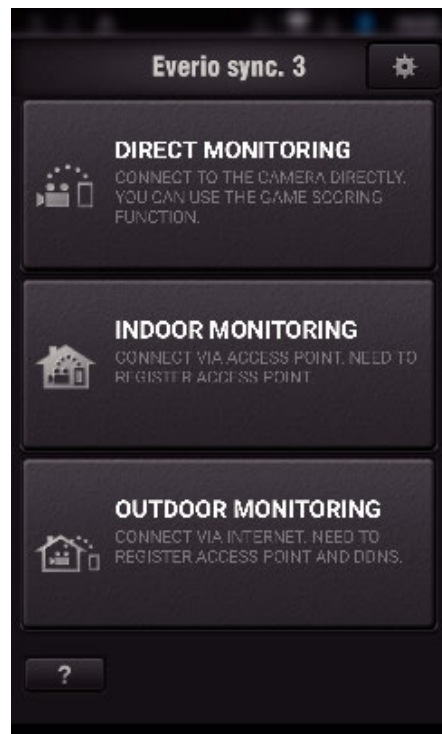 Everio sync. 3
DIRECT MONITORING
CONNECT TO THE CAMERA DIRECTLY.
YOU CAN USE THE GAME SCORING
FUNCTION.
INDOOR MONITORING
CONNECT VIA ACCESS POINT. NEED TO
REGISTER ACCESS POINT.
OUTDOOR MONITORING
CONNECT VIA INTERNET. NEED TO
REGISTER ACCESS POINT AND DDNS.
?